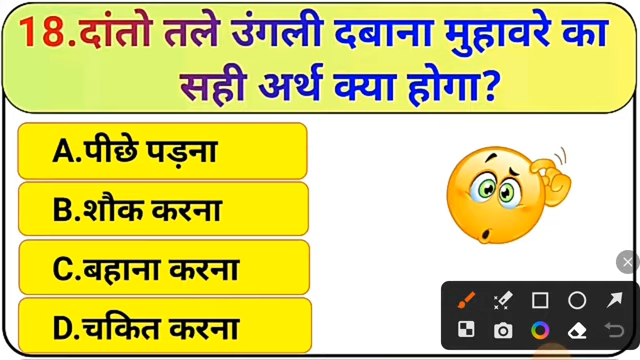 18.दांतो तले उंगली दबाना मुहावरे का
सही अर्थ क्या होगा?
A.पीछे पड़ना
B.शौक करना
C.बहाना करना
D.चकित करना